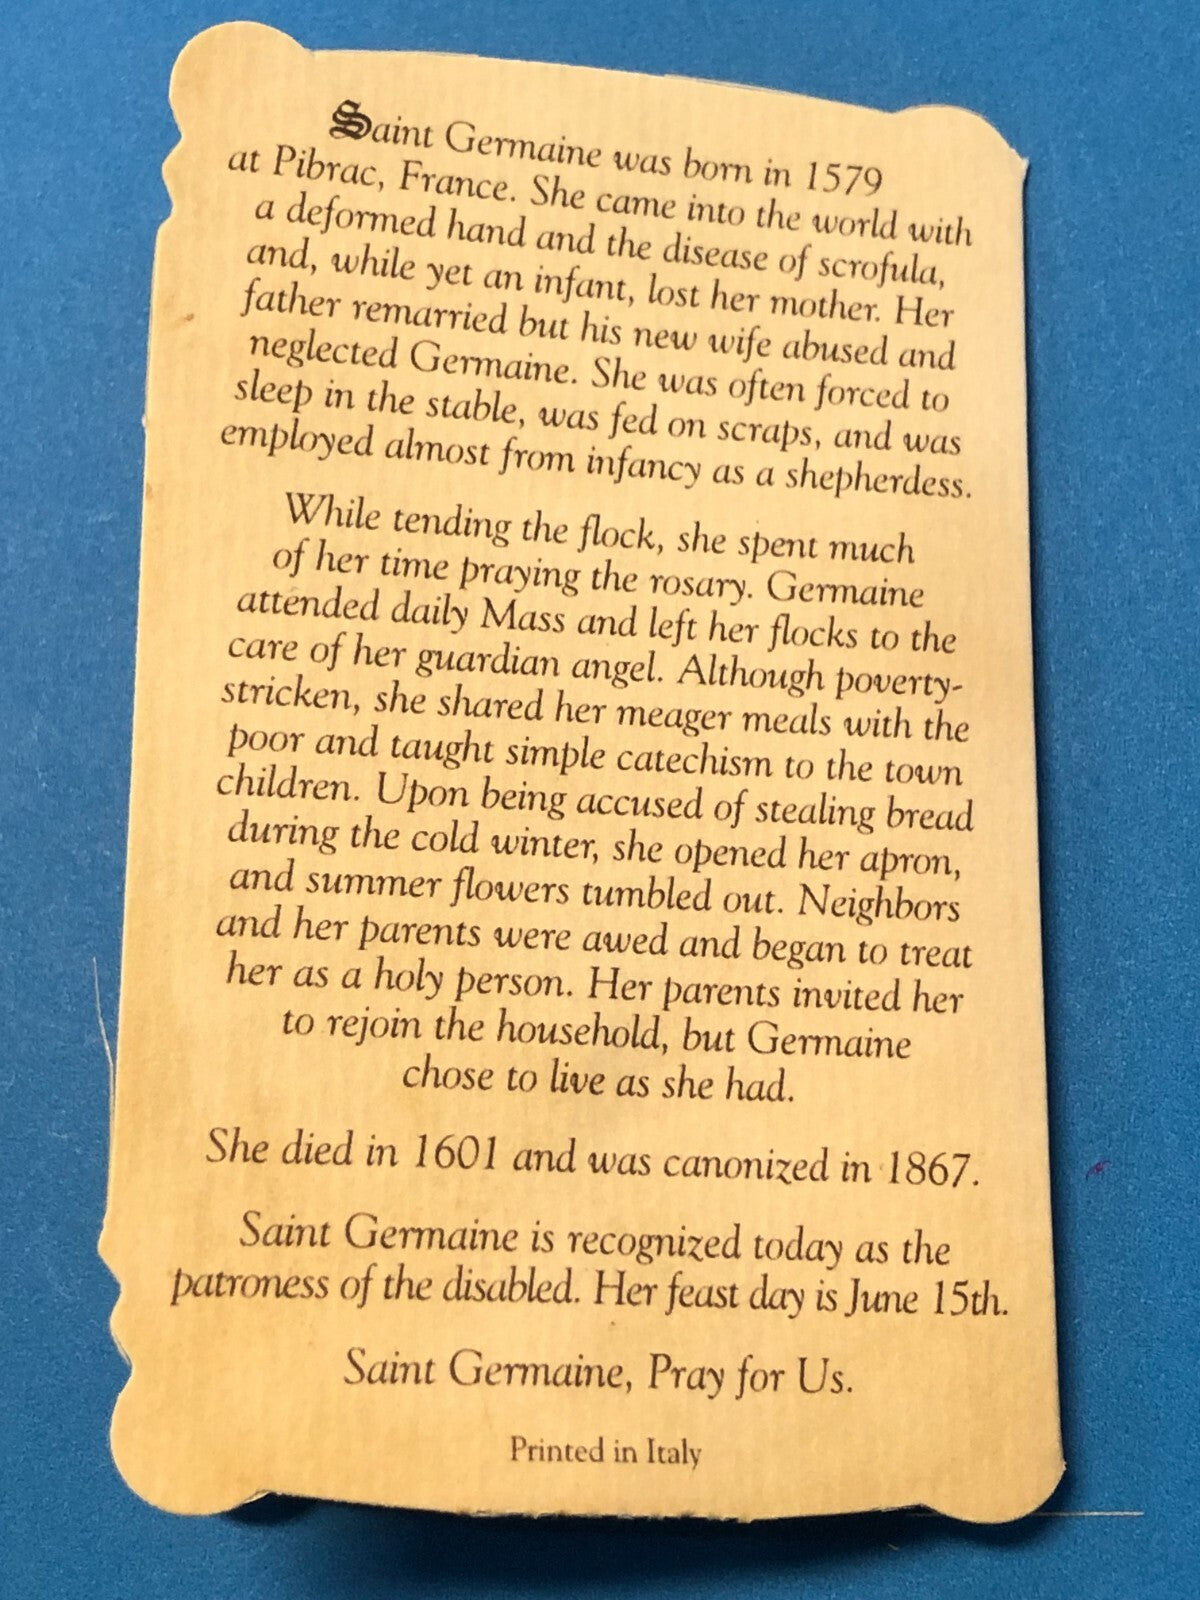 Saint Germaine was born in 1579
at Pibrac, France. She came into the world with
a deformed hand and the disease of scrofula,
and, while yet an infant, lost her mother. Her
father remarried but his new wife abused and
neglected Germaine. She was often forced to
sleep in the stable, was fed on scraps, and was
employed almost from infancy as a shepherdess.
While tending the flock, she spent much
of her time praying the rosary. Germaine
attended daily Mass and left her flocks to the
care of her guardian angel. Although poverty-
stricken, she shared her meager meals with the
poor and taught simple catechism to the town
children. Upon being accused of stealing bread
during the cold winter, she opened her apron,
and summer flowers tumbled out. Neighbors
and her parents were awed and began to treat
her as a holy person. Her parents invited her
to rejoin the household, but Germaine
chose to live as she had.
She died in 1601 and was canonized in 1867.
Saint Germaine is recognized today as the
patroness of the disabled. Her feast day is June 15th.
Saint Germaine, Pray for Us.
Printed in Italy